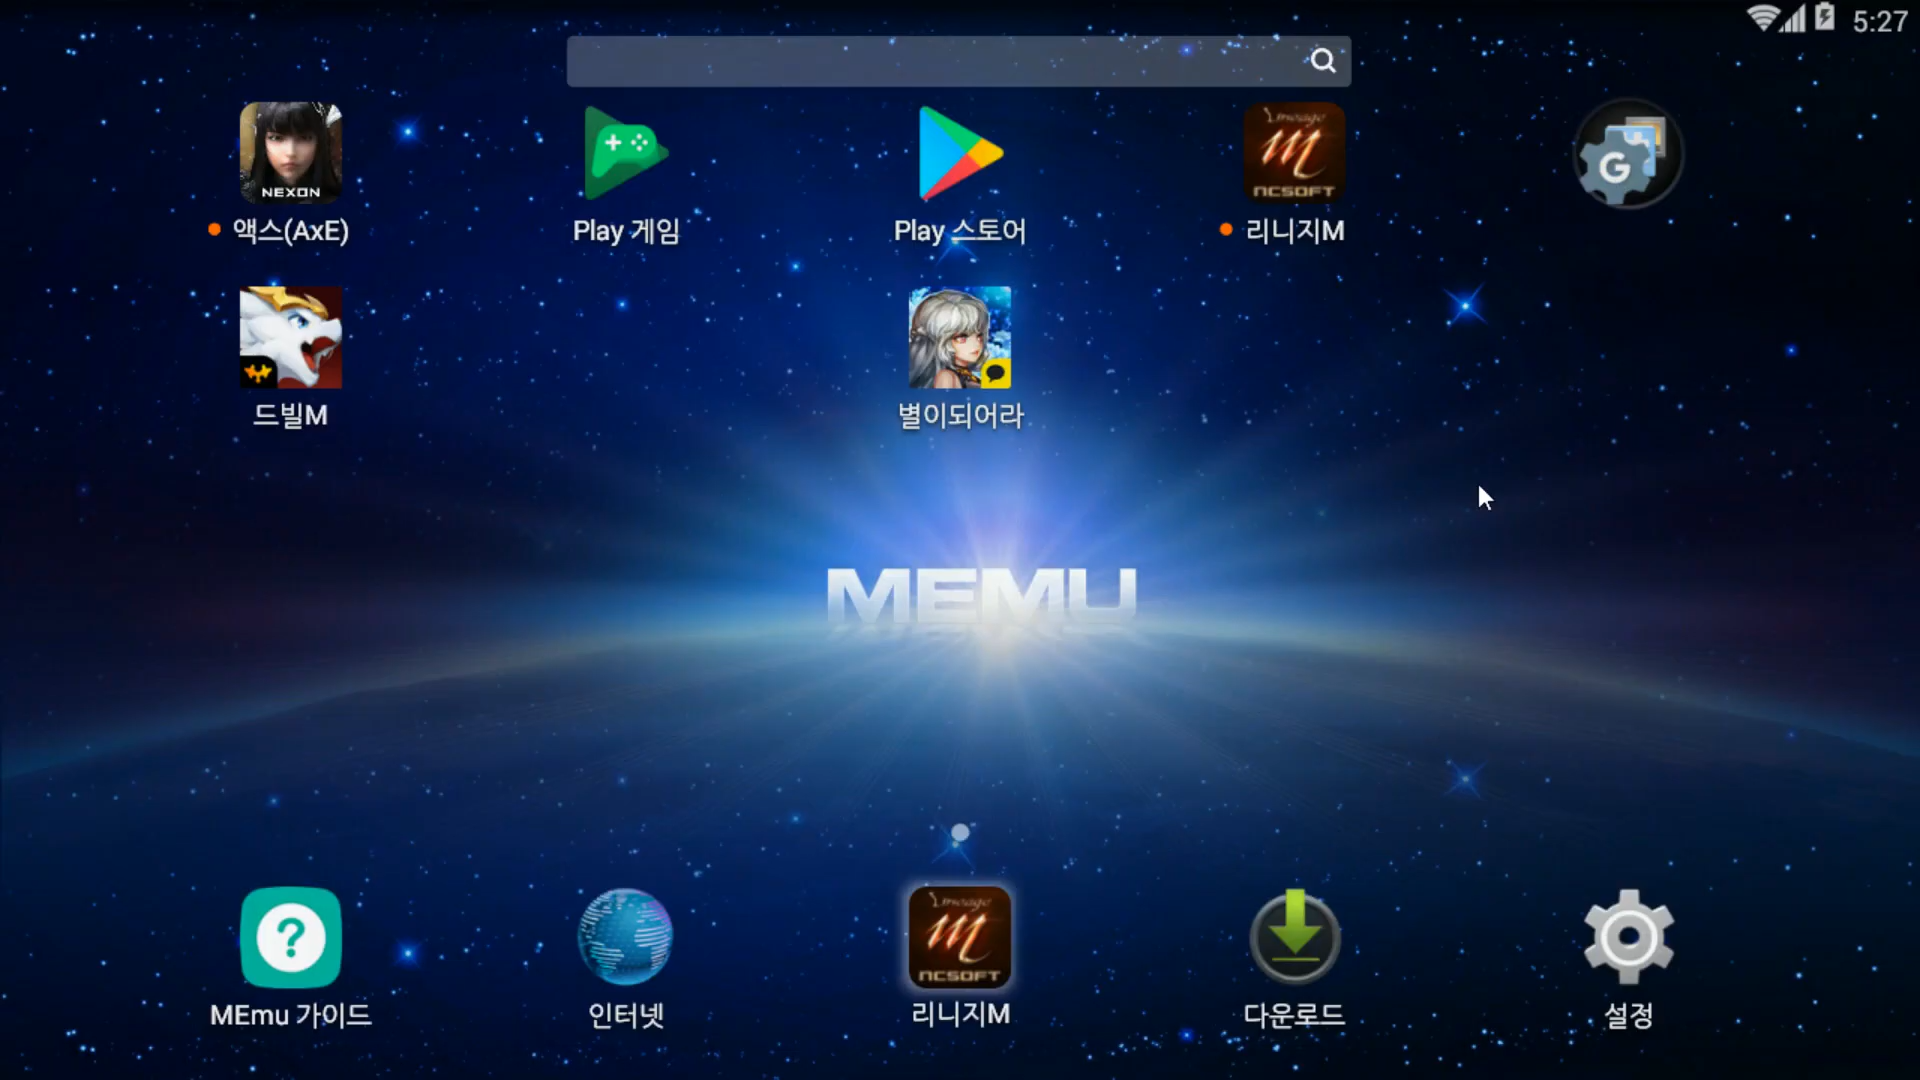 5:27
NEXON
Lineage
m
NCSOFT
G
액스(AxE)
Play 게임
Play 스토어
리니지M
드빌M
별이되어라
MEMU
?
Lineage
m
NCSOFT
MEmu 가이드
인터넷
리니지M
다운로드
설정